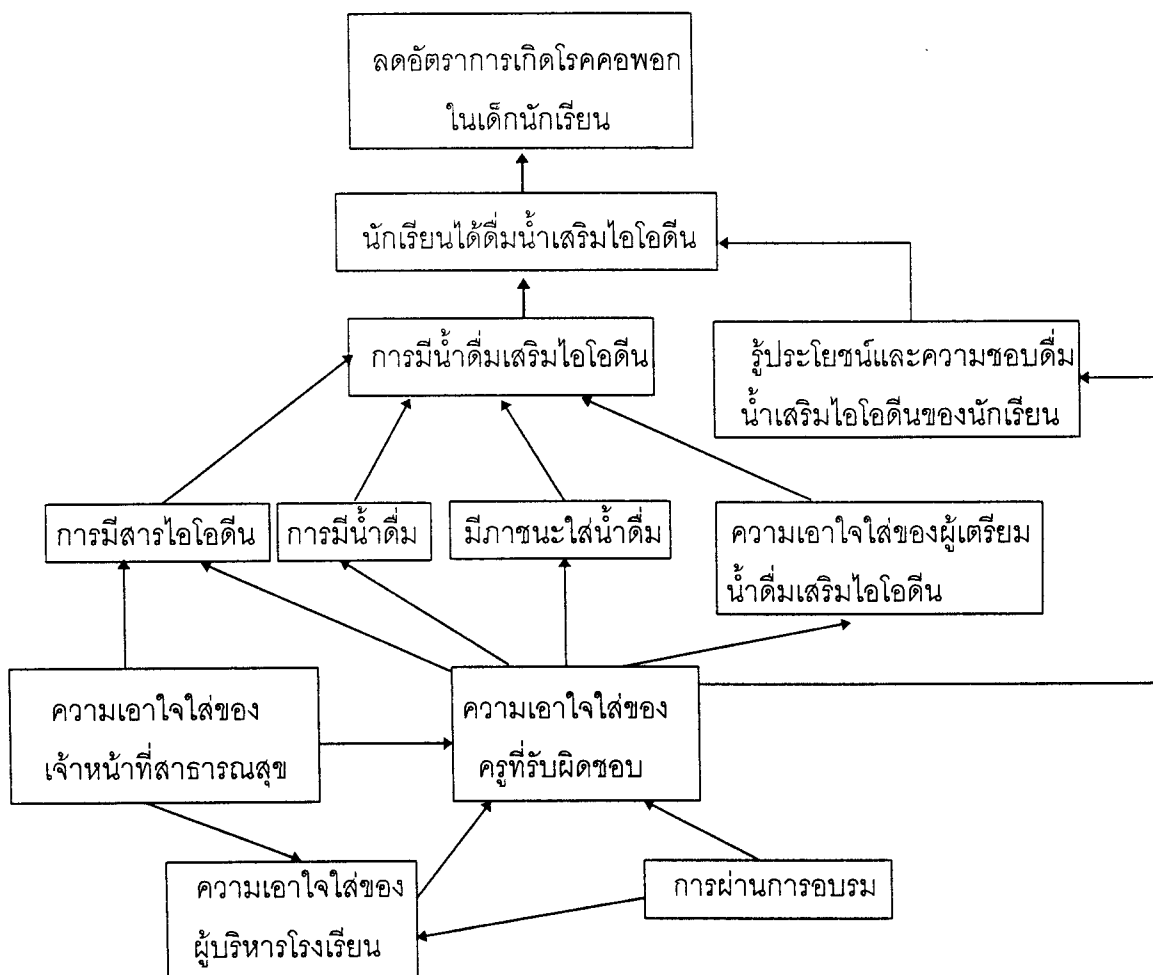 ลดอัตราการเกิดโรคคอพอก
ในเด็กนักเรียน
นักเรียนได้ดื่มน้ำเสริมไอโอดีน
การมีน้ำดื่มเสริมไอโอดีน
รู้ประโยชน์และความชอบดื่ม
น้ำเสริมไอโอดีนของนักเรียน
การมีสารไอโอดีน
การมีน้ำดื่ม
มีภาชนะใส่น้ำดื่ม
ความเอาใจใส่ของผู้เตรียม
น้ำดื่มเสริมไอโอดีน
ความเอาใจใส่ของ
เจ้าหน้าที่สาธารณสุข
ความเอาใจใส่ของ
ครูที่รับผิดชอบ
ความเอาใจใส่ของ
ผู้บริหารโรงเรียน
การผ่านการอบรม